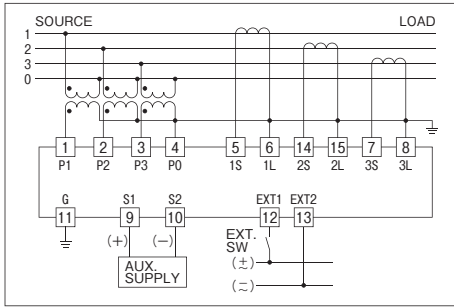 SOURCE LOAD
1
2
3
0
1 2 3 4 5 6 14 15 7 8
P1 P2 P3 P0 1S 1L 2S 2L 3S 3L
G S1 S2 EXT1 EXT2
11 9 10 12 13
(+) (−) EXT.
SW
AUX.
SUPPLY
(±)
(≂)